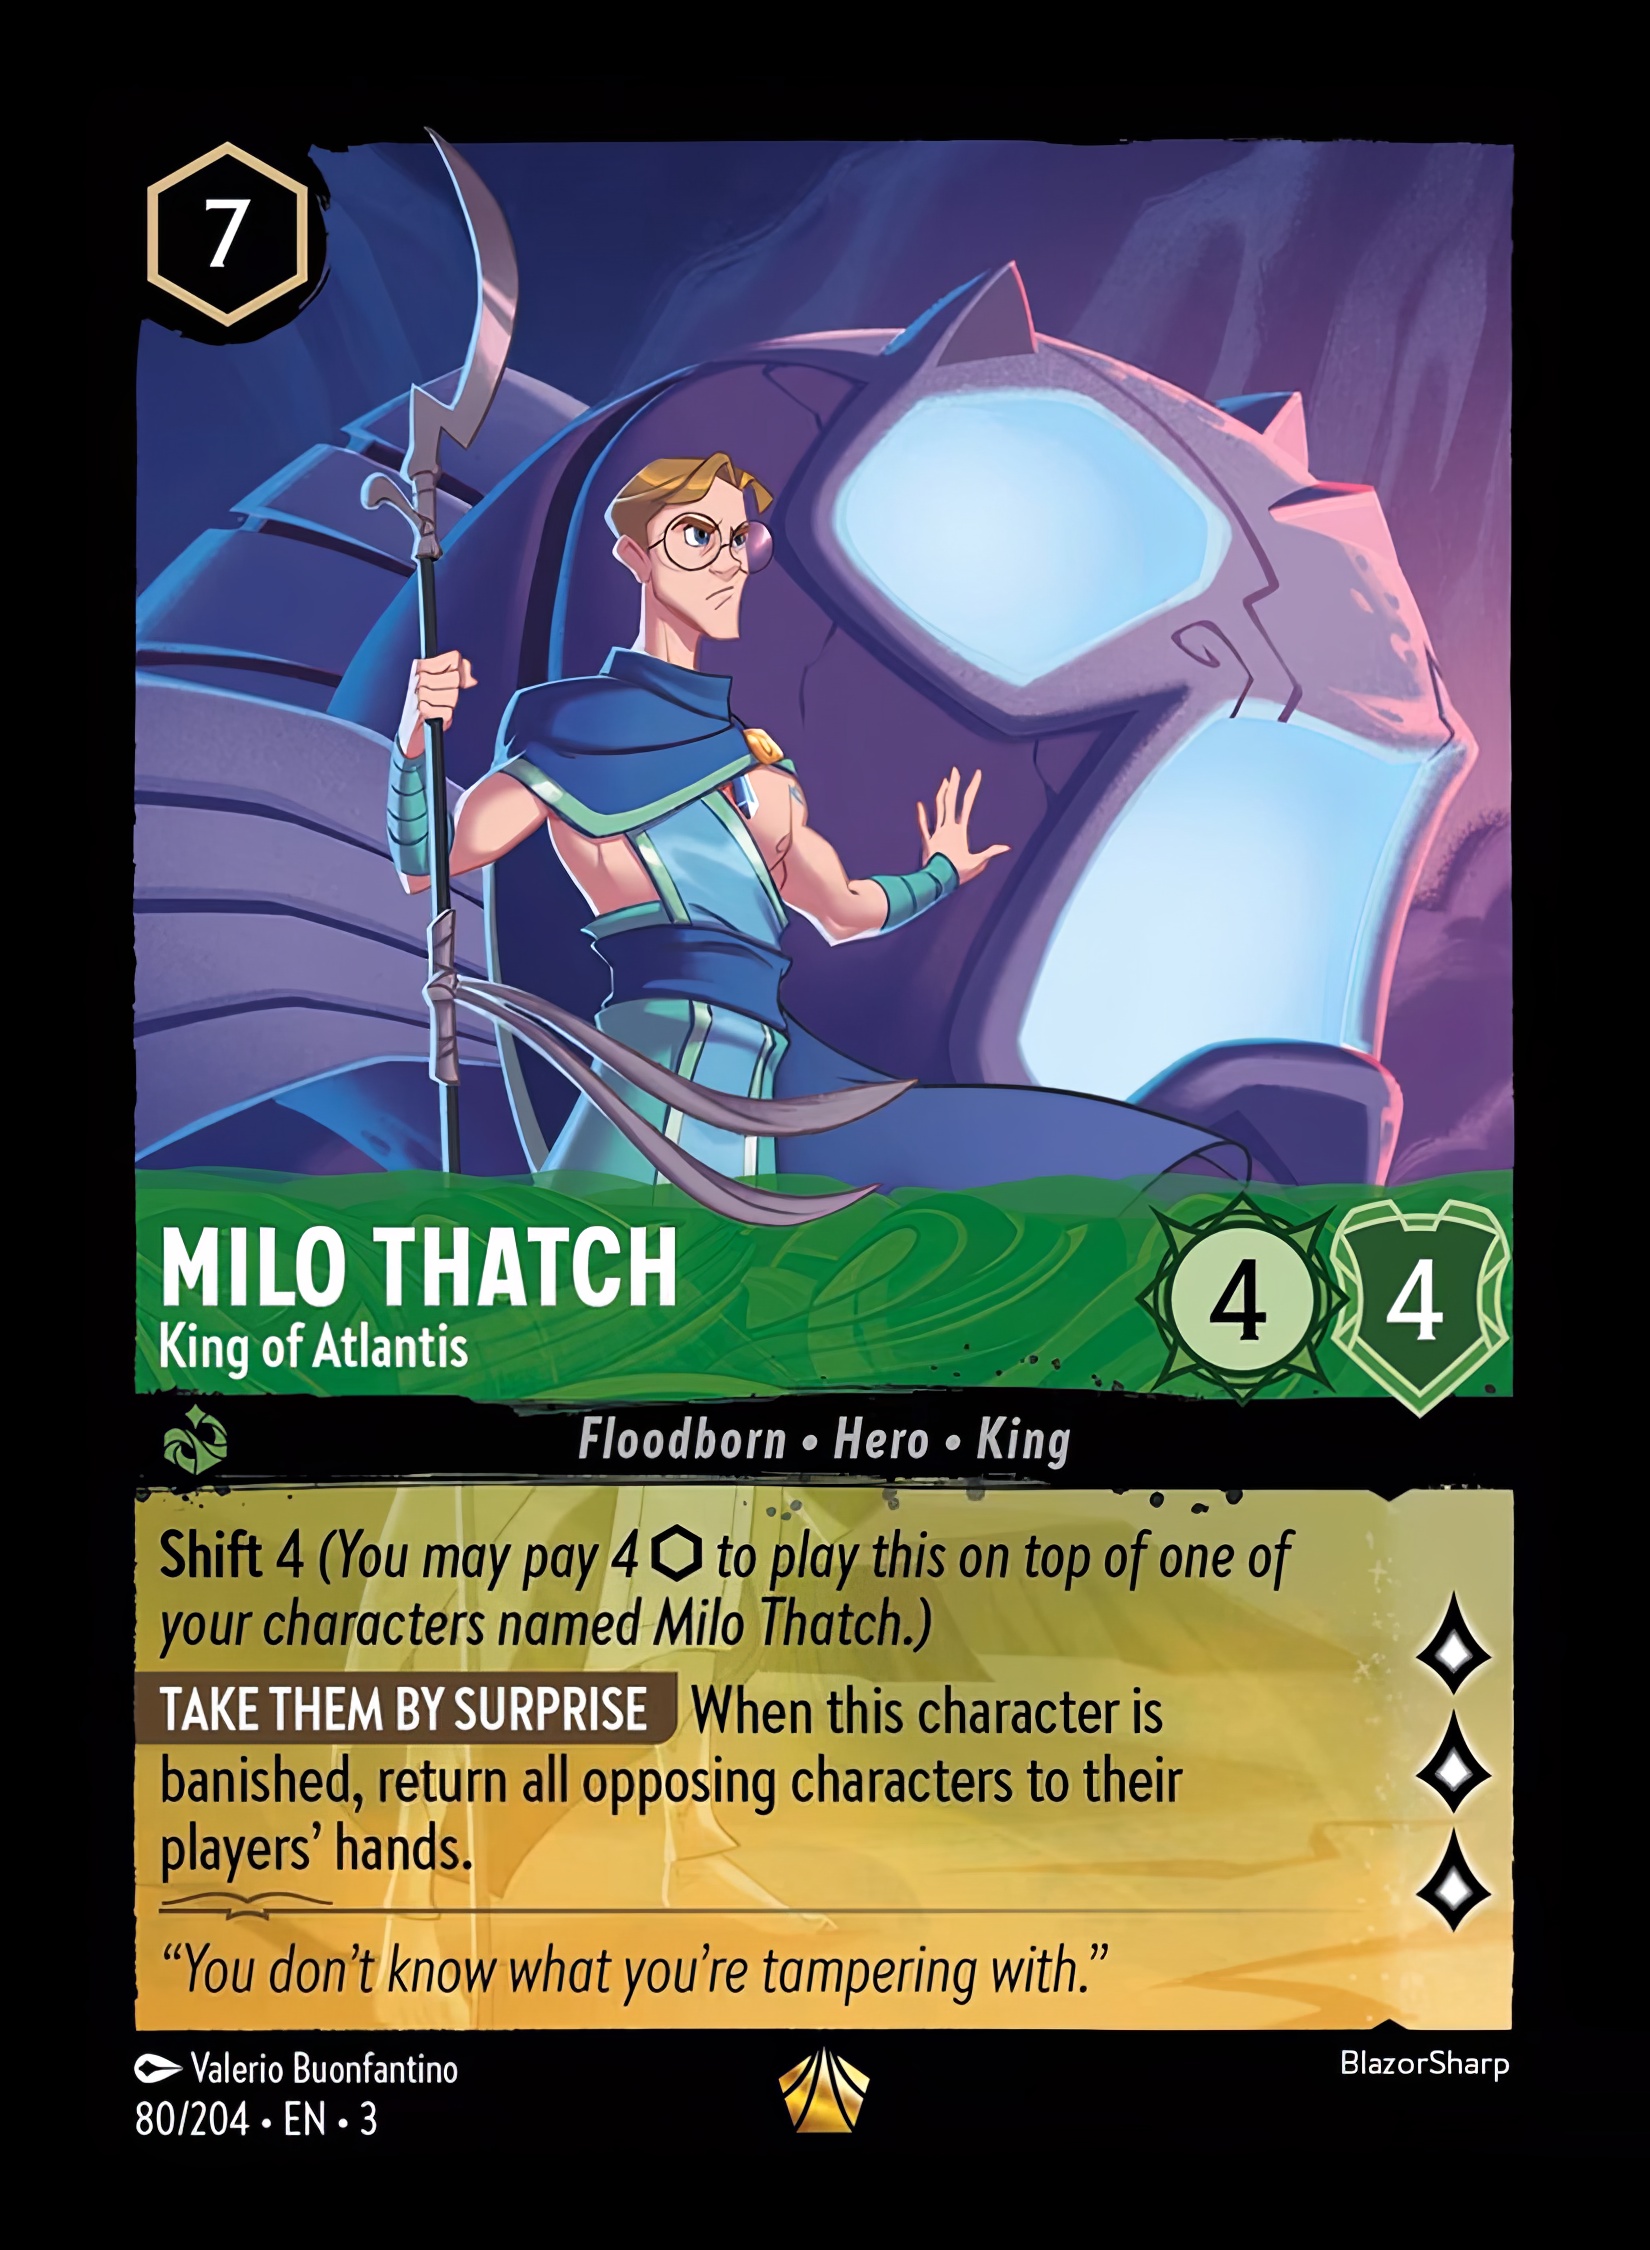 7
MILO THATCH
King of Atlantis
4 4
Floodborn • Hero • King
Shift 4 (You may pay 4 ⬡ to play this on top of one of
your characters named Milo Thatch.)
TAKE THEM BY SURPRISE When this character is
banished, return all opposing characters to their
players’ hands.
“You don’t know what you’re tampering with.”
Valerio Buonfantino
BlazorSharp
80/204 • EN • 3